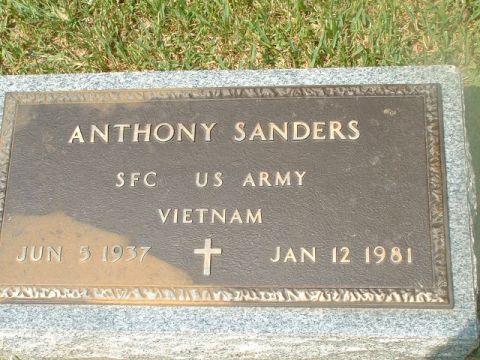 ANTHONY SANDERS
SFC US ARMY
VIETNAM
JUN 5 1937 JAN 12 1981